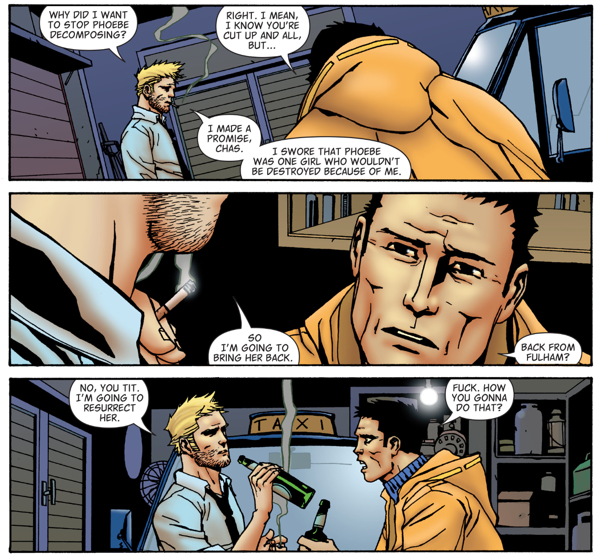 WHY DID I WANT
TO STOP PHOEBE
DECOMPOSING?
RIGHT. I MEAN,
I KNOW YOU'RE
CUT UP AND ALL,
BUT...
I MADE A
PROMISE,
CHAS.
I SWORE THAT PHOEBE
WAS ONE GIRL WHO WOULDN'T
BE DESTROYED BECAUSE OF ME.
SO
I'M GOING TO
BRING HER BACK.
BACK FROM
FULHAM?
NO, YOU TIT.
I'M GOING TO
RESURRECT
HER.
FUCK. HOW
YOU GONNA
DO THAT?
TAXI